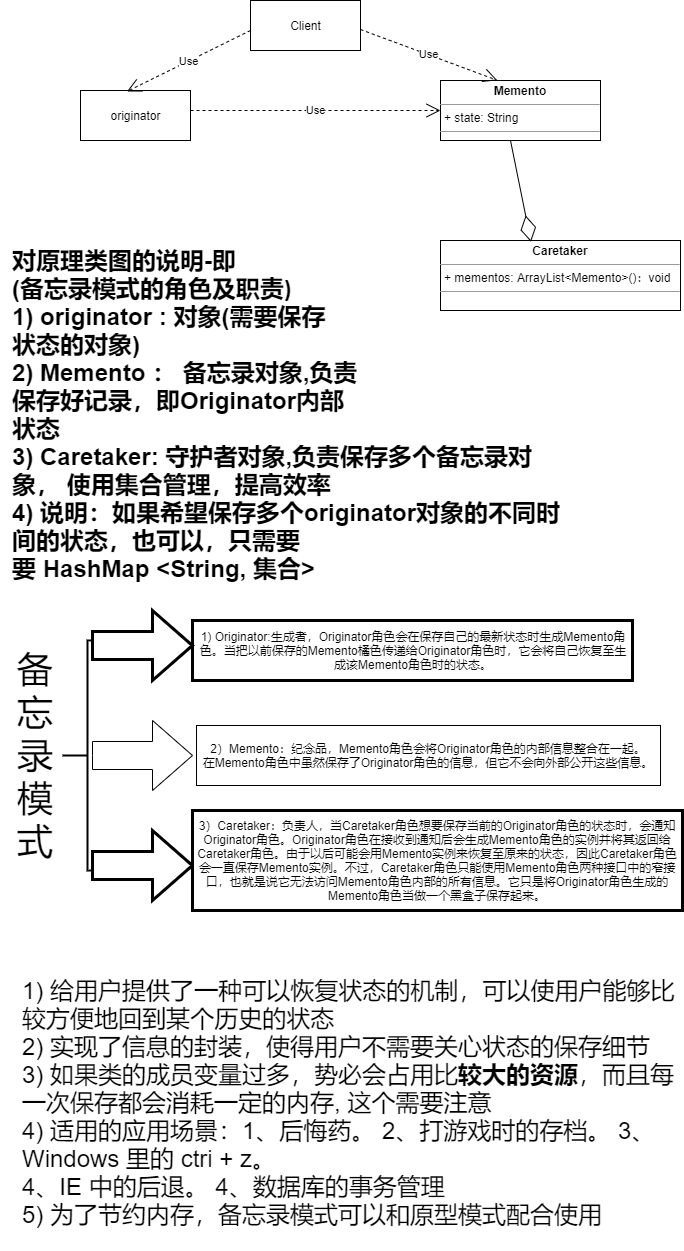 Client
Use
Use
originator
Use
Memento
+ state: String
Caretaker
+ mementos: ArrayList<Memento>()：void
对原理类图的说明-即
(备忘录模式的角色及职责)
1) originator : 对象(需要保存
状态的对象)
2) Memento ： 备忘录对象,负责
保存好记录，即Originator内部
状态
3) Caretaker: 守护者对象,负责保存多个备忘录对
象， 使用集合管理，提高效率
4) 说明：如果希望保存多个originator对象的不同时
间的状态，也可以，只需要
要 HashMap <String, 集合>
备忘录模式
1) Originator:生成者，Originator角色会在保存自己的最新状态时生成Memento角
色。当把以前保存的Memento橘色传递给Originator角色时，它会将自己恢复至生
成该Memento角色时的状态。
2）Memento：纪念品，Memento角色会将Originator角色的内部信息整合在一起。
在Memento角色中虽然保存了Originator角色的信息，但它不会向外部公开这些信息。
3）Caretaker：负责人，当Caretaker角色想要保存当前的Originator角色的状态时，会通知
Originator角色。Originator角色在接收到通知后会生成Memento角色的实例并将其返回给
Caretaker角色。由于以后可能会用Memento实例来恢复至原来的状态，因此Caretaker角色
会一直保存Memento实例。不过，Caretaker角色只能使用Memento角色两种接口中的窄接
口，也就是说它无法访问Memento角色内部的所有信息。它只是将Originator角色生成的
Memento角色当做一个黑盒子保存起来。
1) 给用户提供了一种可以恢复状态的机制，可以使用户能够比
较方便地回到某个历史的状态
2) 实现了信息的封装，使得用户不需要关心状态的保存细节
3) 如果类的成员变量过多，势必会占用比较大的资源，而且每
一次保存都会消耗一定的内存, 这个需要注意
4) 适用的应用场景：1、后悔药。 2、打游戏时的存档。 3、
Windows 里的 ctri + z。
4、IE 中的后退。 4、数据库的事务管理
5) 为了节约内存，备忘录模式可以和原型模式配合使用